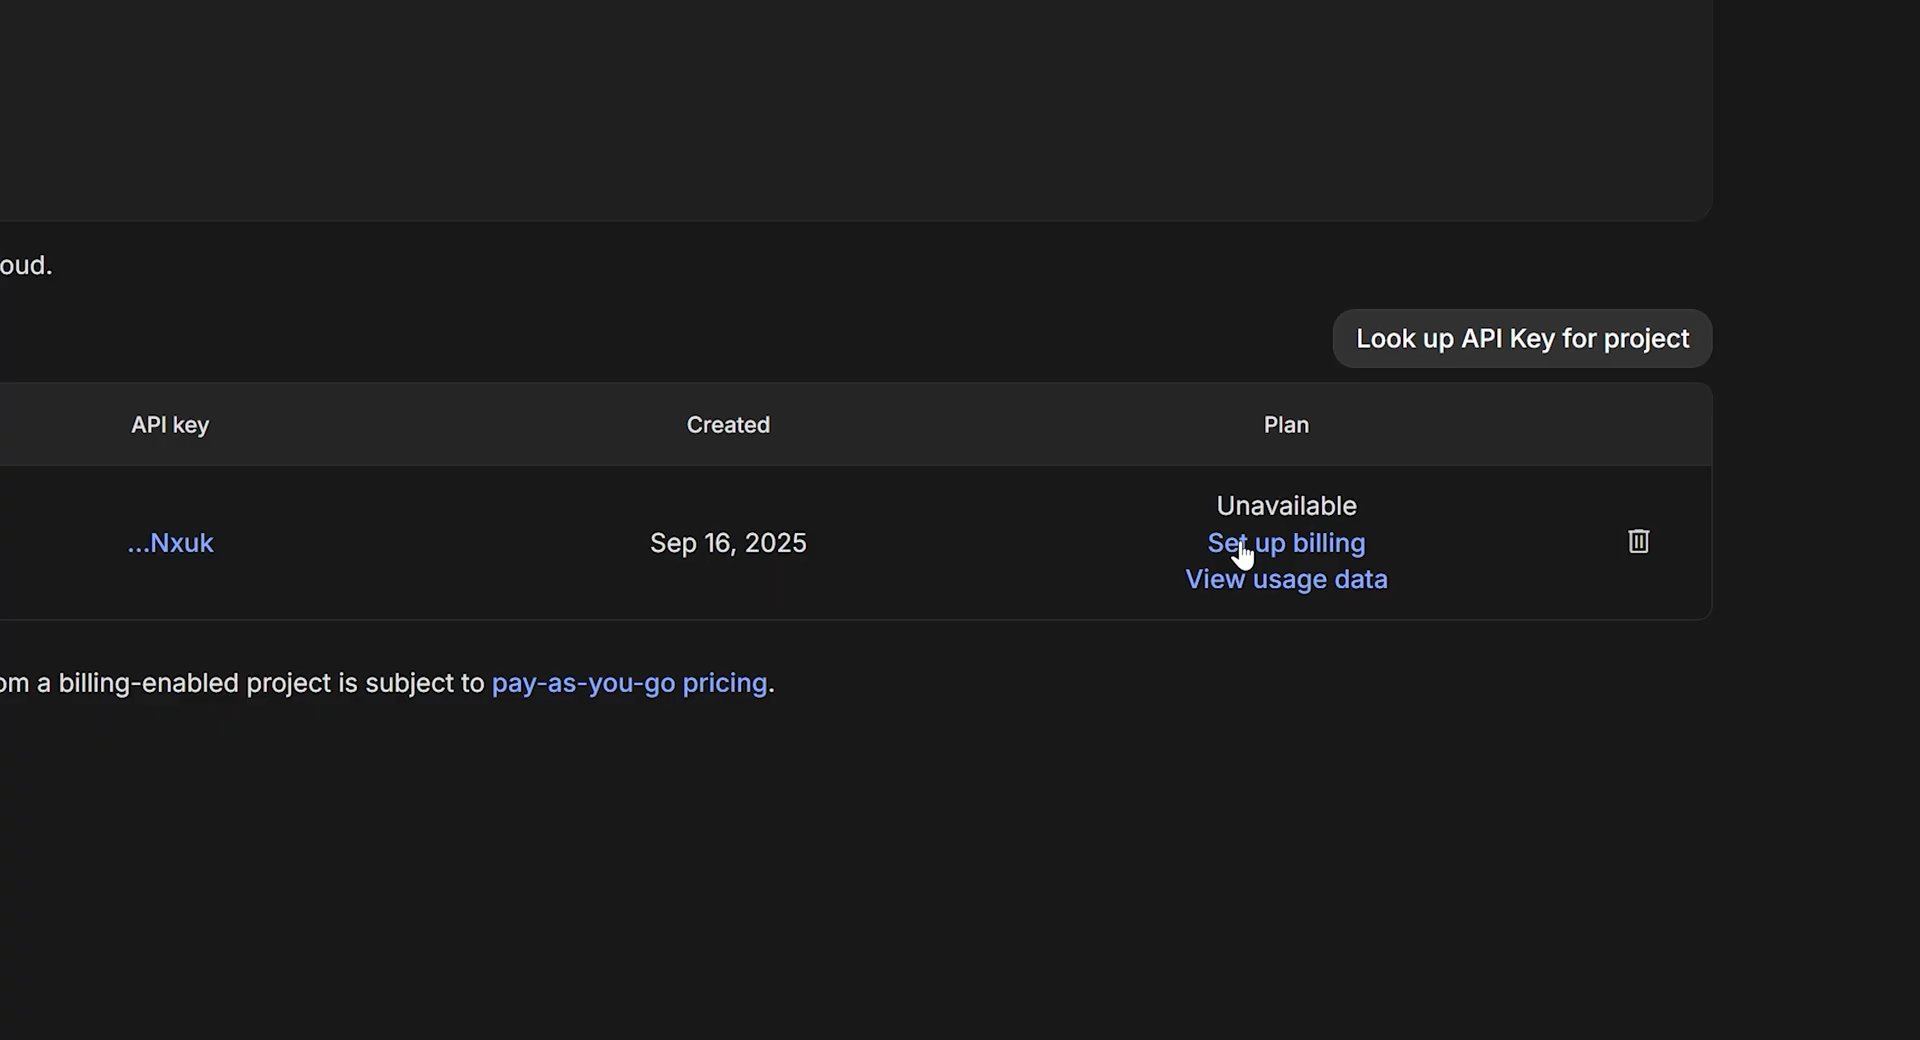 oud.
Look up API Key for project
API key
Created
Plan
Unavailable
...Nxuk
Sep 16, 2025
Set up billing
View usage data
om a billing-enabled project is subject to pay-as-you-go pricing.